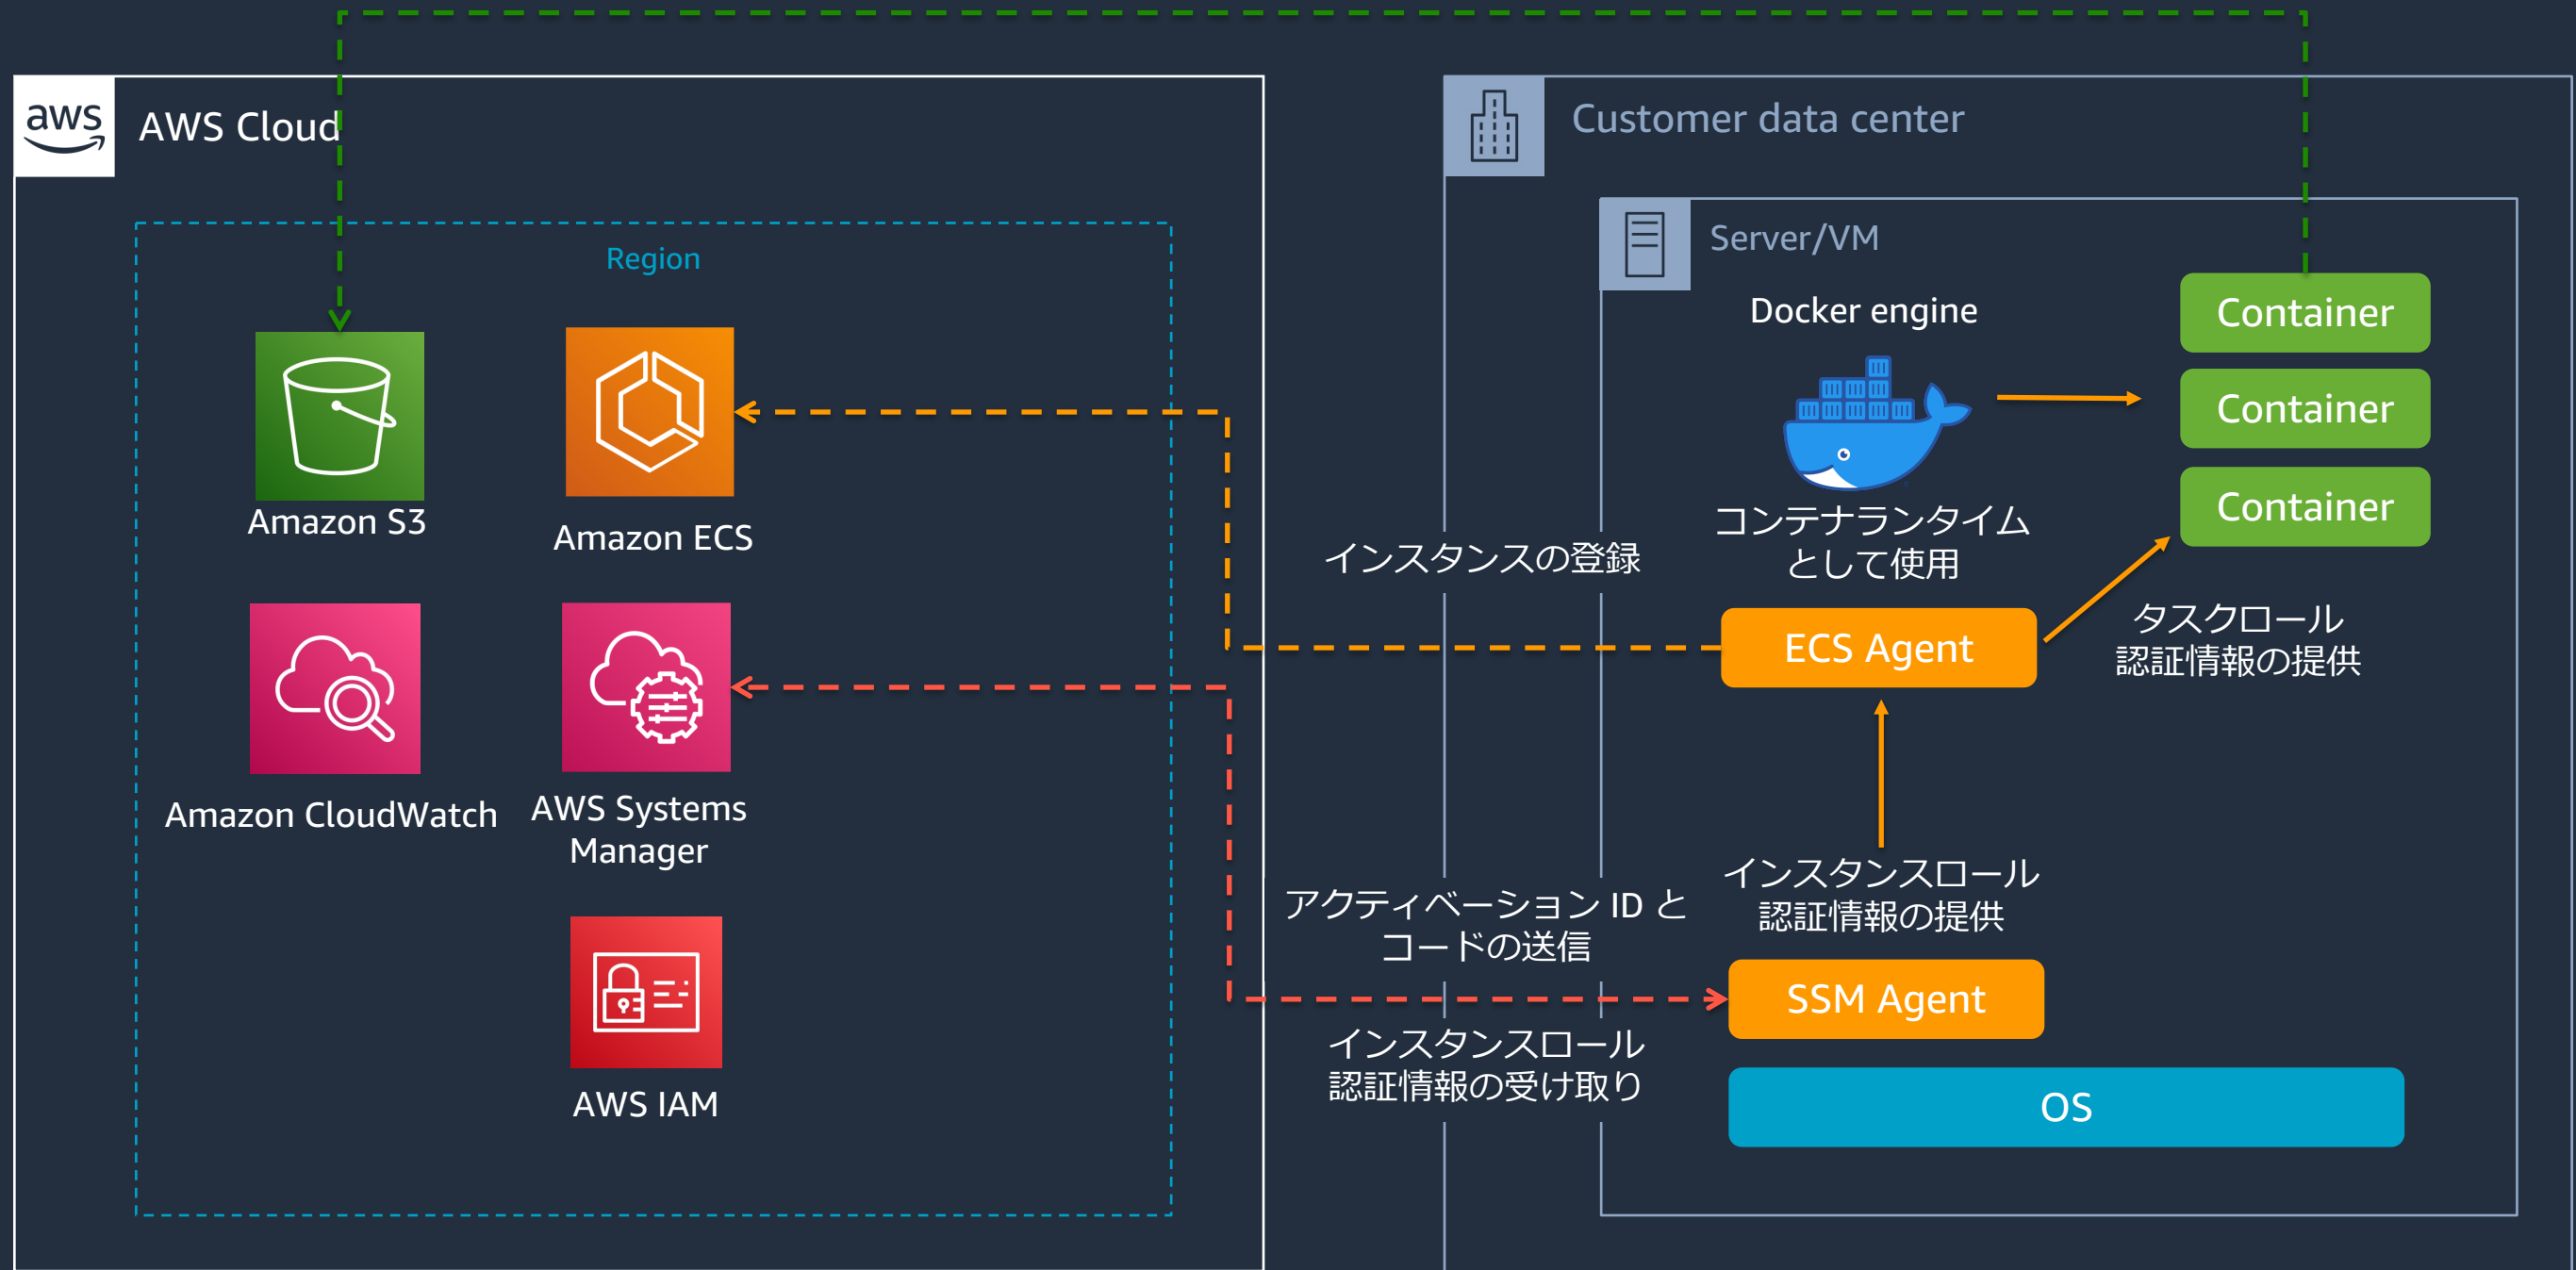 aws
AWS Cloud
Region
Amazon S3
Amazon ECS
Amazon CloudWatch
AWS Systems
Manager
AWS IAM
インスタンスの登録
アクティベーション ID と
コードの送信
インスタンスロール
認証情報の受け取り
Customer data center
Server/VM
Docker engine
コンテナランタイム
として使用
Container
Container
Container
ECS Agent
タスクロール
認証情報の提供
インスタンスロール
認証情報の提供
SSM Agent
OS